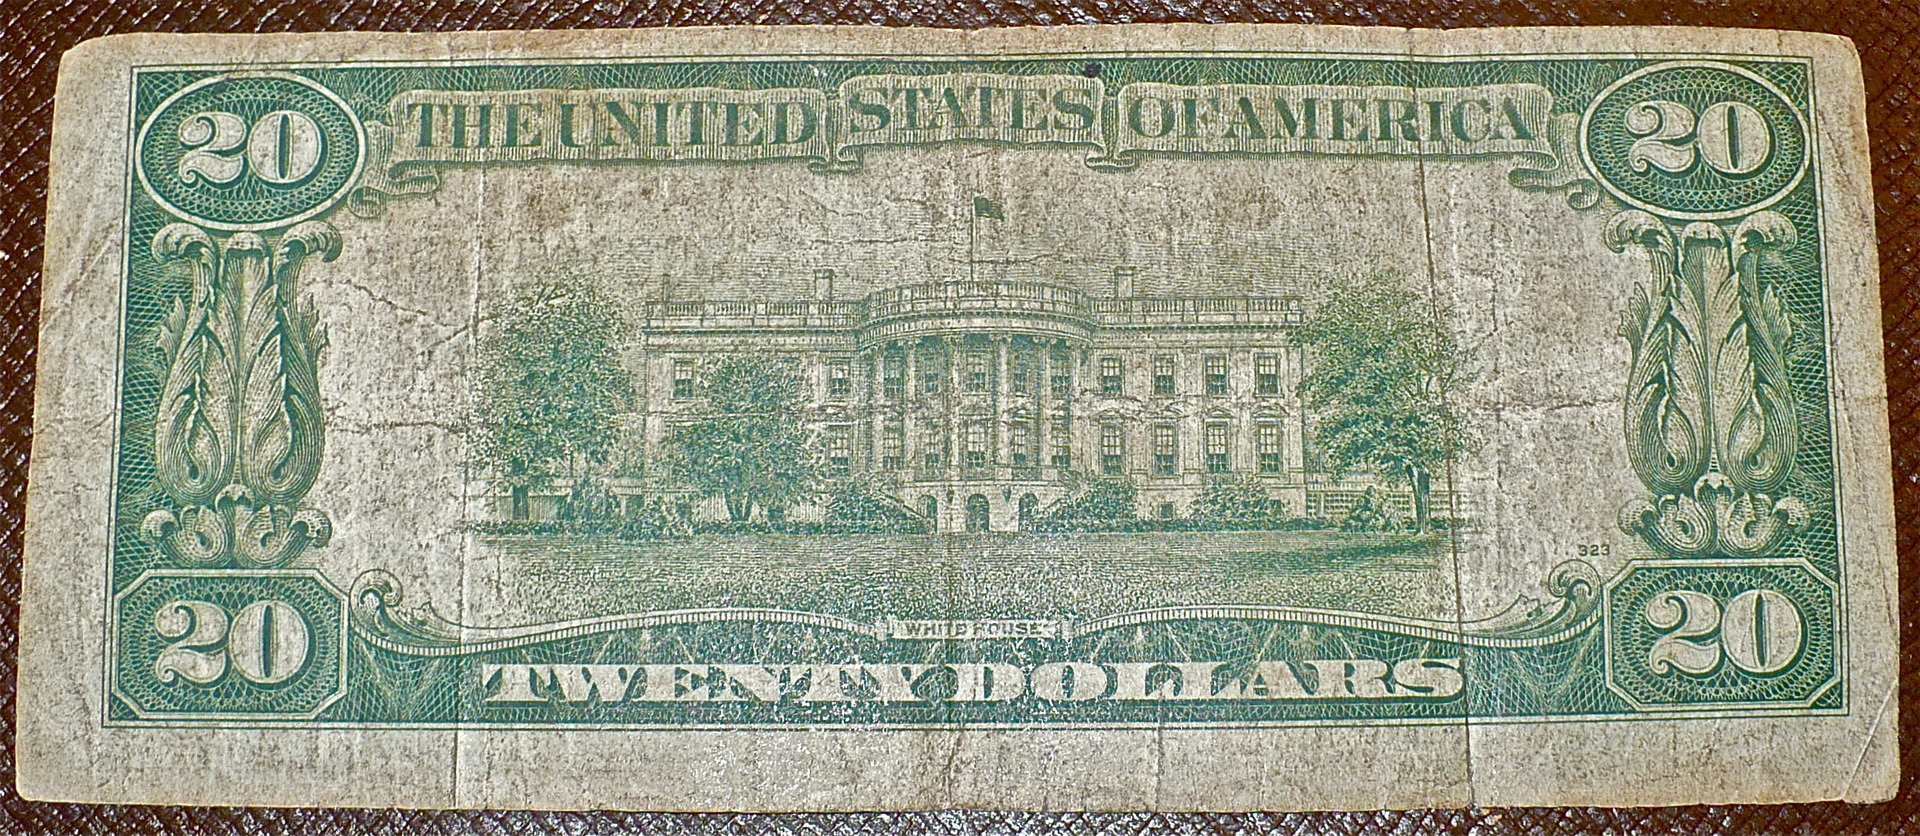 20 THE UNITED STATES OF AMERICA 20
323
20 WHITE HOUSE 20
TWENTY DOLLARS